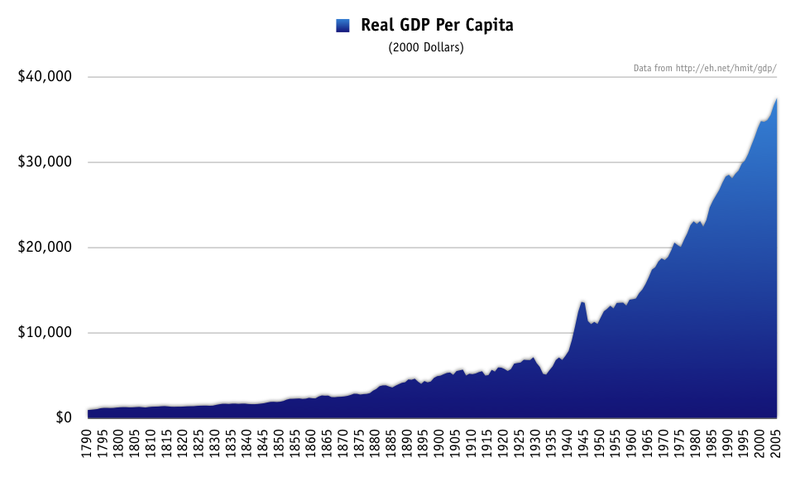 Real GDP Per Capita
(2000 Dollars)
Data from http://eh.net/hmit/gdp/
$40,000
$30,000
$20,000
$10,000
$0
1790 1795 1800 1805 1810 1815 1820 1825 1830 1835 1840 1845 1850 1855 1860 1865 1870 1875 1880 1885 1890 1895 1900 1905 1910 1915 1920 1925 1930 1935 1940 1945 1950 1955 1960 1965 1970 1975 1980 1985 1990 1995 2000 2005